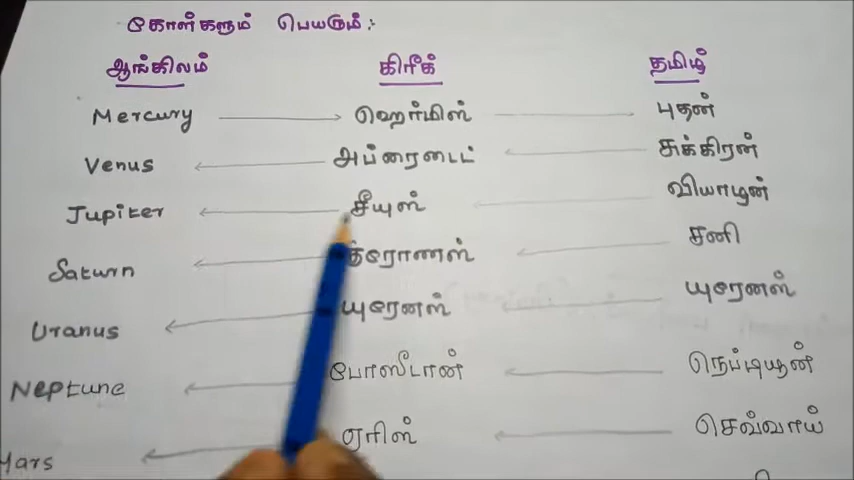 கோள்களும் பெயரும்:
ஆங்கிலம் கிரீக் தமிழ்
Mercury ஹெர்மிஸ் புதன்
Venus அப்ரைடைட் சுக்கிரன்
Jupiter சீயுஸ் வியாழன்
Saturn க்ரோணஸ் சனி
Uranus யுரேனஸ் யுரேனஸ்
Neptune போஸீடான் நெப்டியூன்
Mars ஏரிஸ் செவ்வாய்